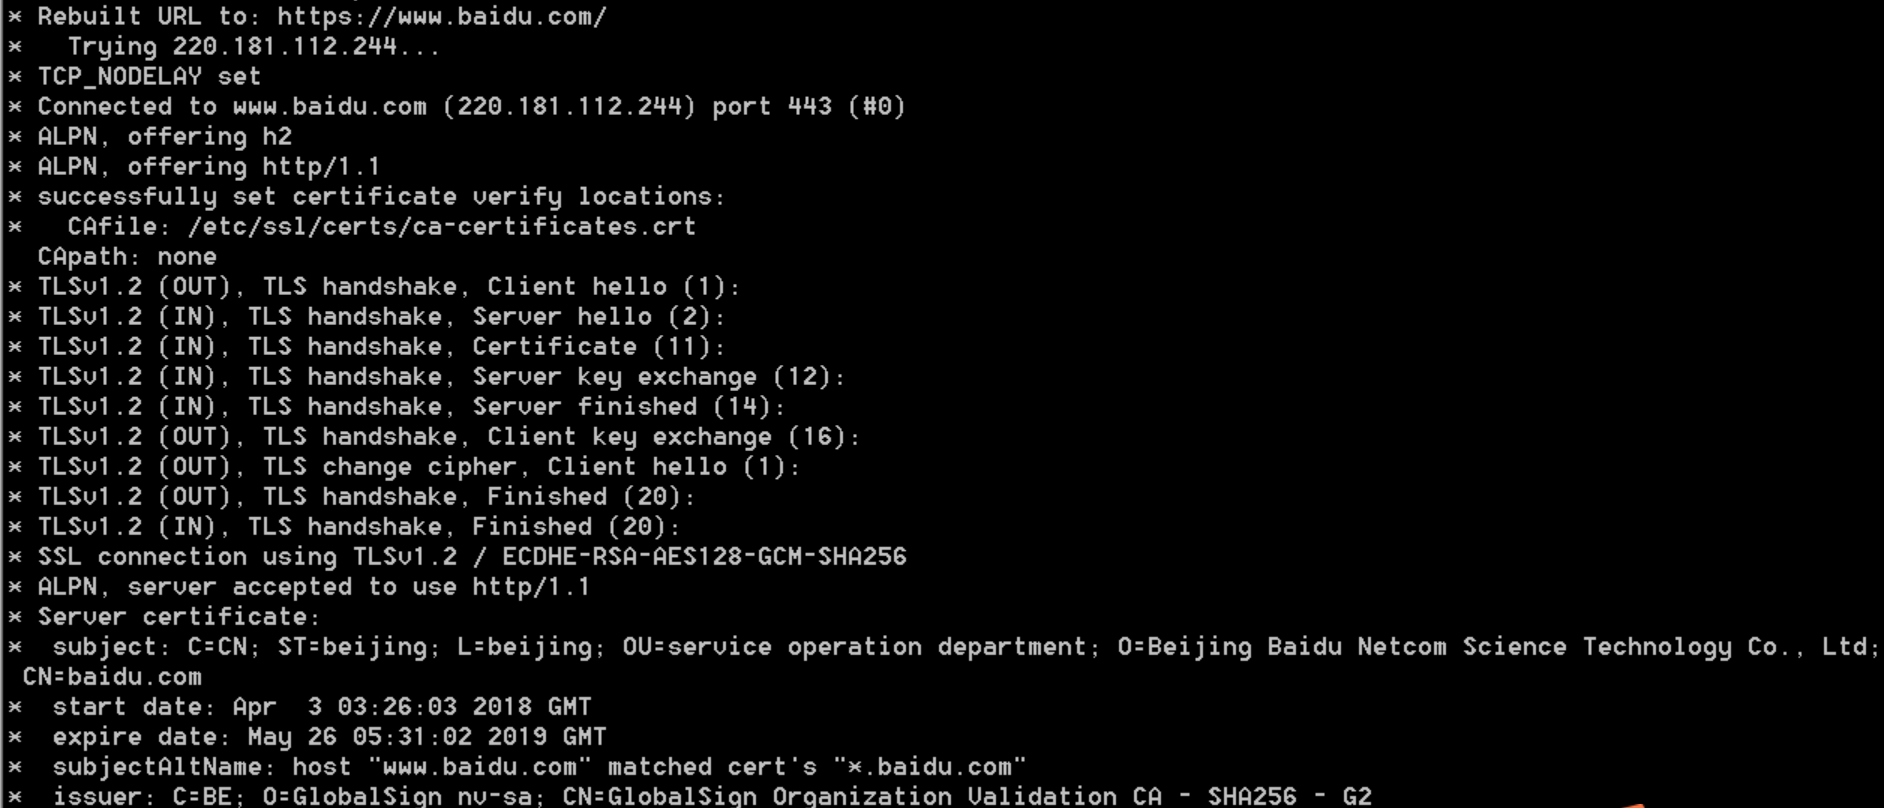 * Rebuilt URL to: https://www.baidu.com/
*   Trying 220.181.112.244...
* TCP_NODELAY set
* Connected to www.baidu.com (220.181.112.244) port 443 (#0)
* ALPN, offering h2
* ALPN, offering http/1.1
* successfully set certificate verify locations:
*   CAfile: /etc/ssl/certs/ca-certificates.crt
  CApath: none
* TLSv1.2 (OUT), TLS handshake, Client hello (1):
* TLSv1.2 (IN), TLS handshake, Server hello (2):
* TLSv1.2 (IN), TLS handshake, Certificate (11):
* TLSv1.2 (IN), TLS handshake, Server key exchange (12):
* TLSv1.2 (IN), TLS handshake, Server finished (14):
* TLSv1.2 (OUT), TLS handshake, Client key exchange (16):
* TLSv1.2 (OUT), TLS change cipher, Client hello (1):
* TLSv1.2 (OUT), TLS handshake, Finished (20):
* TLSv1.2 (IN), TLS handshake, Finished (20):
* SSL connection using TLSv1.2 / ECDHE-RSA-AES128-GCM-SHA256
* ALPN, server accepted to use http/1.1
* Server certificate:
*  subject: C=CN; ST=beijing; L=beijing; OU=service operation department; O=Beijing Baidu Netcom Science Technology Co., Ltd;
 CN=baidu.com
*  start date: Apr  3 03:26:03 2018 GMT
*  expire date: May 26 05:31:02 2019 GMT
*  subjectAltName: host "www.baidu.com" matched cert's "*.baidu.com"
*  issuer: C=BE; O=GlobalSign nv-sa; CN=GlobalSign Organization Validation CA - SHA256 - G2